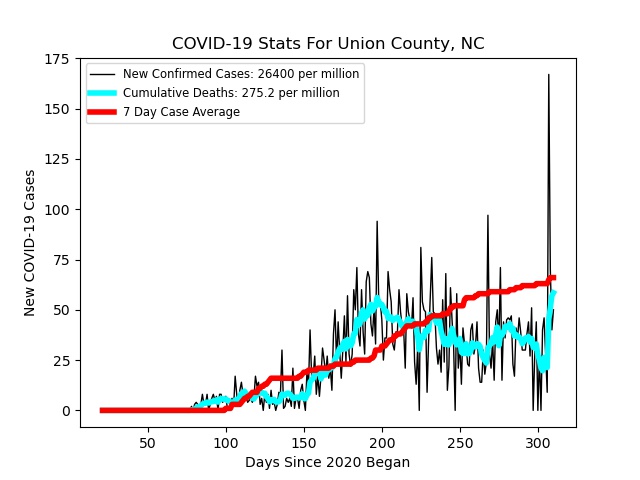 COVID-19 Stats For Union County, NC
New Confirmed Cases: 26400 per million
Cumulative Deaths: 275.2 per million
7 Day Case Average
New COVID-19 Cases
175
150
125
100
75
50
25
0
50 100 150 200 250 300
Days Since 2020 Began